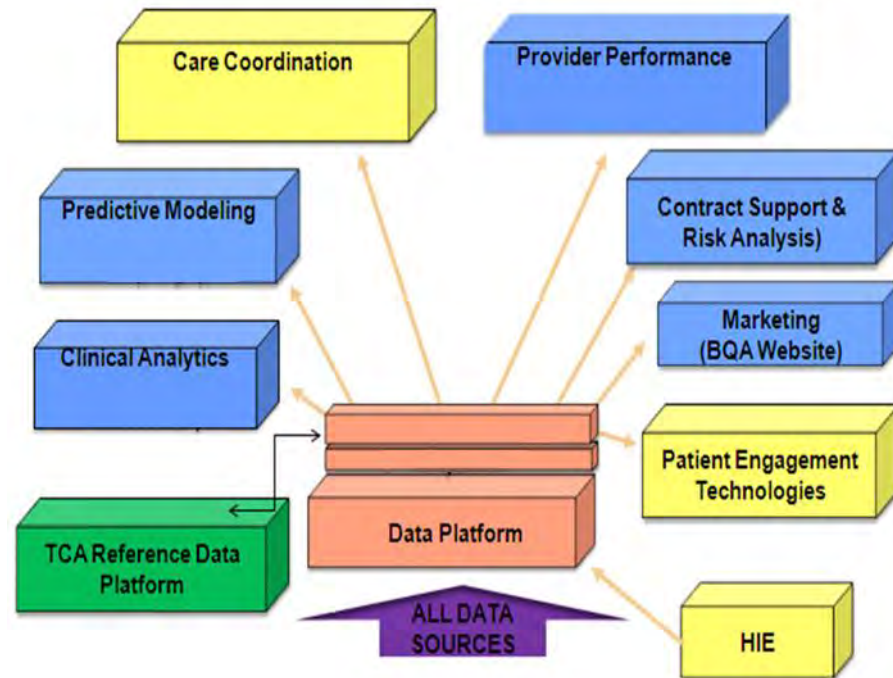 Care Coordination
Provider Performance
Predictive Modeling
Contract Support &
Risk Analysis)
Clinical Analytics
Marketing
(BQA Website)
Patient Engagement
Technologies
TCA Reference Data
Platform
Data Platform
ALL DATA
SOURCES
HIE